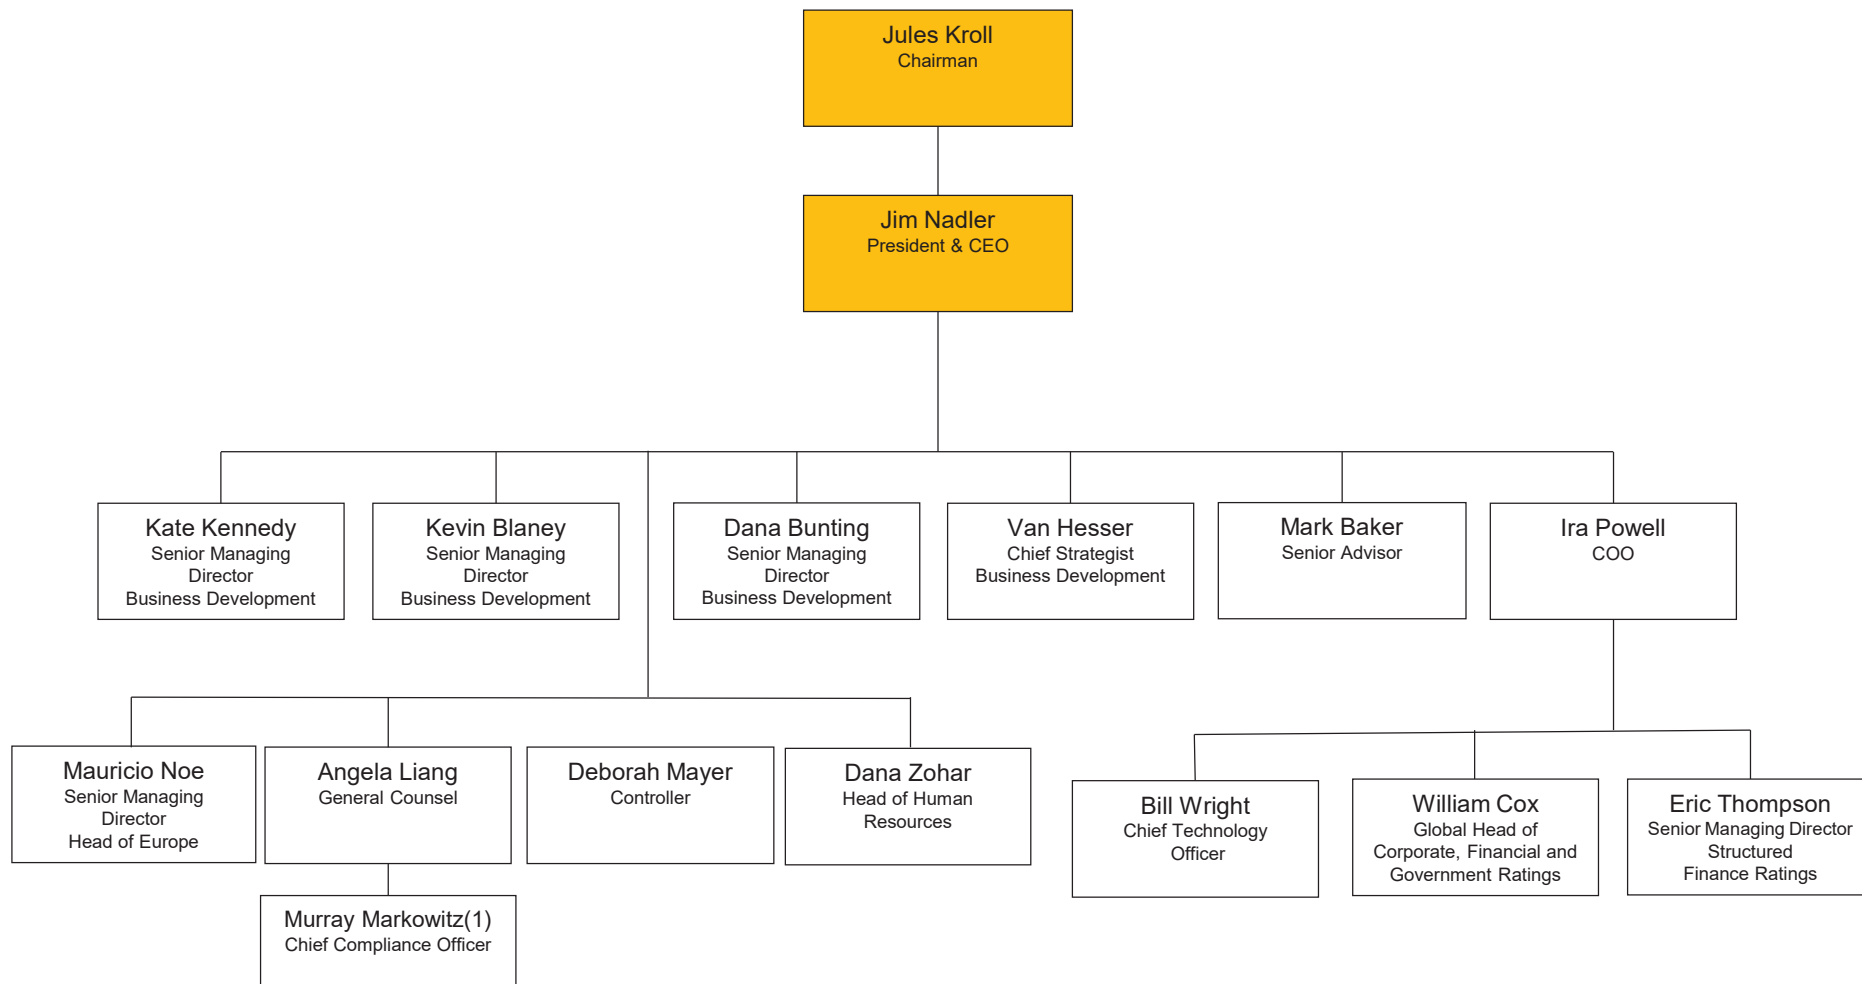 Jules Kroll
Chairman
Jim Nadler
President & CEO
Kate Kennedy
Senior Managing
Director
Business Development
Kevin Blaney
Senior Managing
Director
Business Development
Dana Bunting
Senior Managing
Director
Business Development
Van Hesser
Chief Strategist
Business Development
Mark Baker
Senior Advisor
Ira Powell
COO
Mauricio Noe
Senior Managing
Director
Head of Europe
Angela Liang
General Counsel
Deborah Mayer
Controller
Dana Zohar
Head of Human
Resources
Bill Wright
Chief Technology
Officer
William Cox
Global Head of
Corporate, Financial and
Government Ratings
Eric Thompson
Senior Managing Director
Structured
Finance Ratings
Murray Markowitz(1)
Chief Compliance Officer